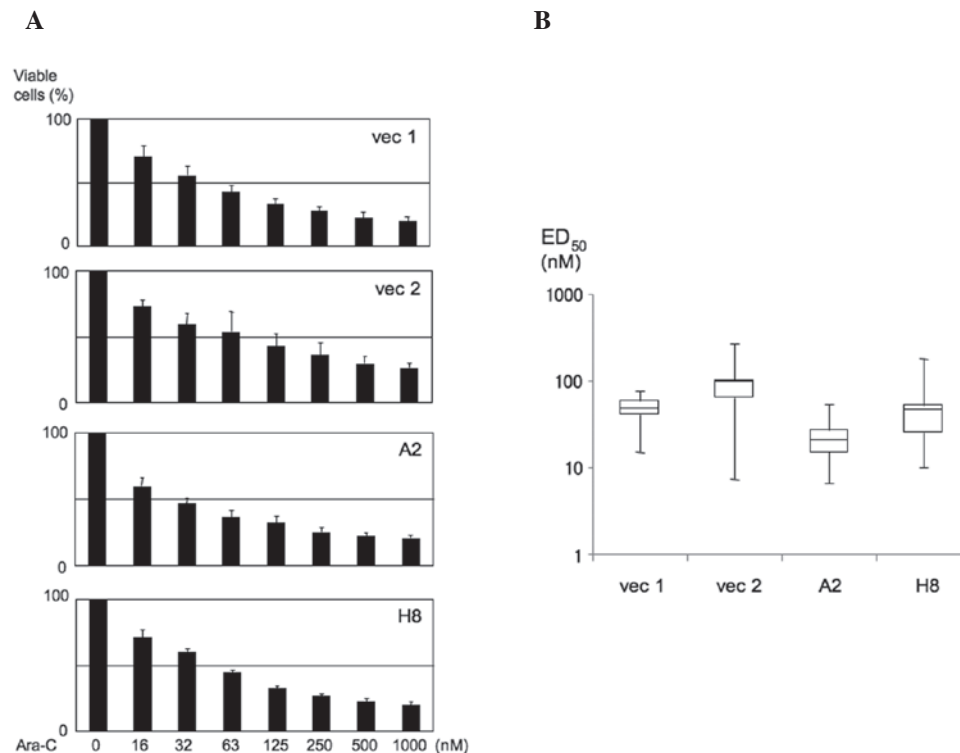 A
B
Viable
cells (%)
100
vec 1
0
100
vec 2
0
100
A2
0
100
H8
0
Ara-C 0 16 32 63 125 250 500 1000 (nM)
ED50
(nM)
1000
100
10
1
vec 1 vec 2 A2 H8